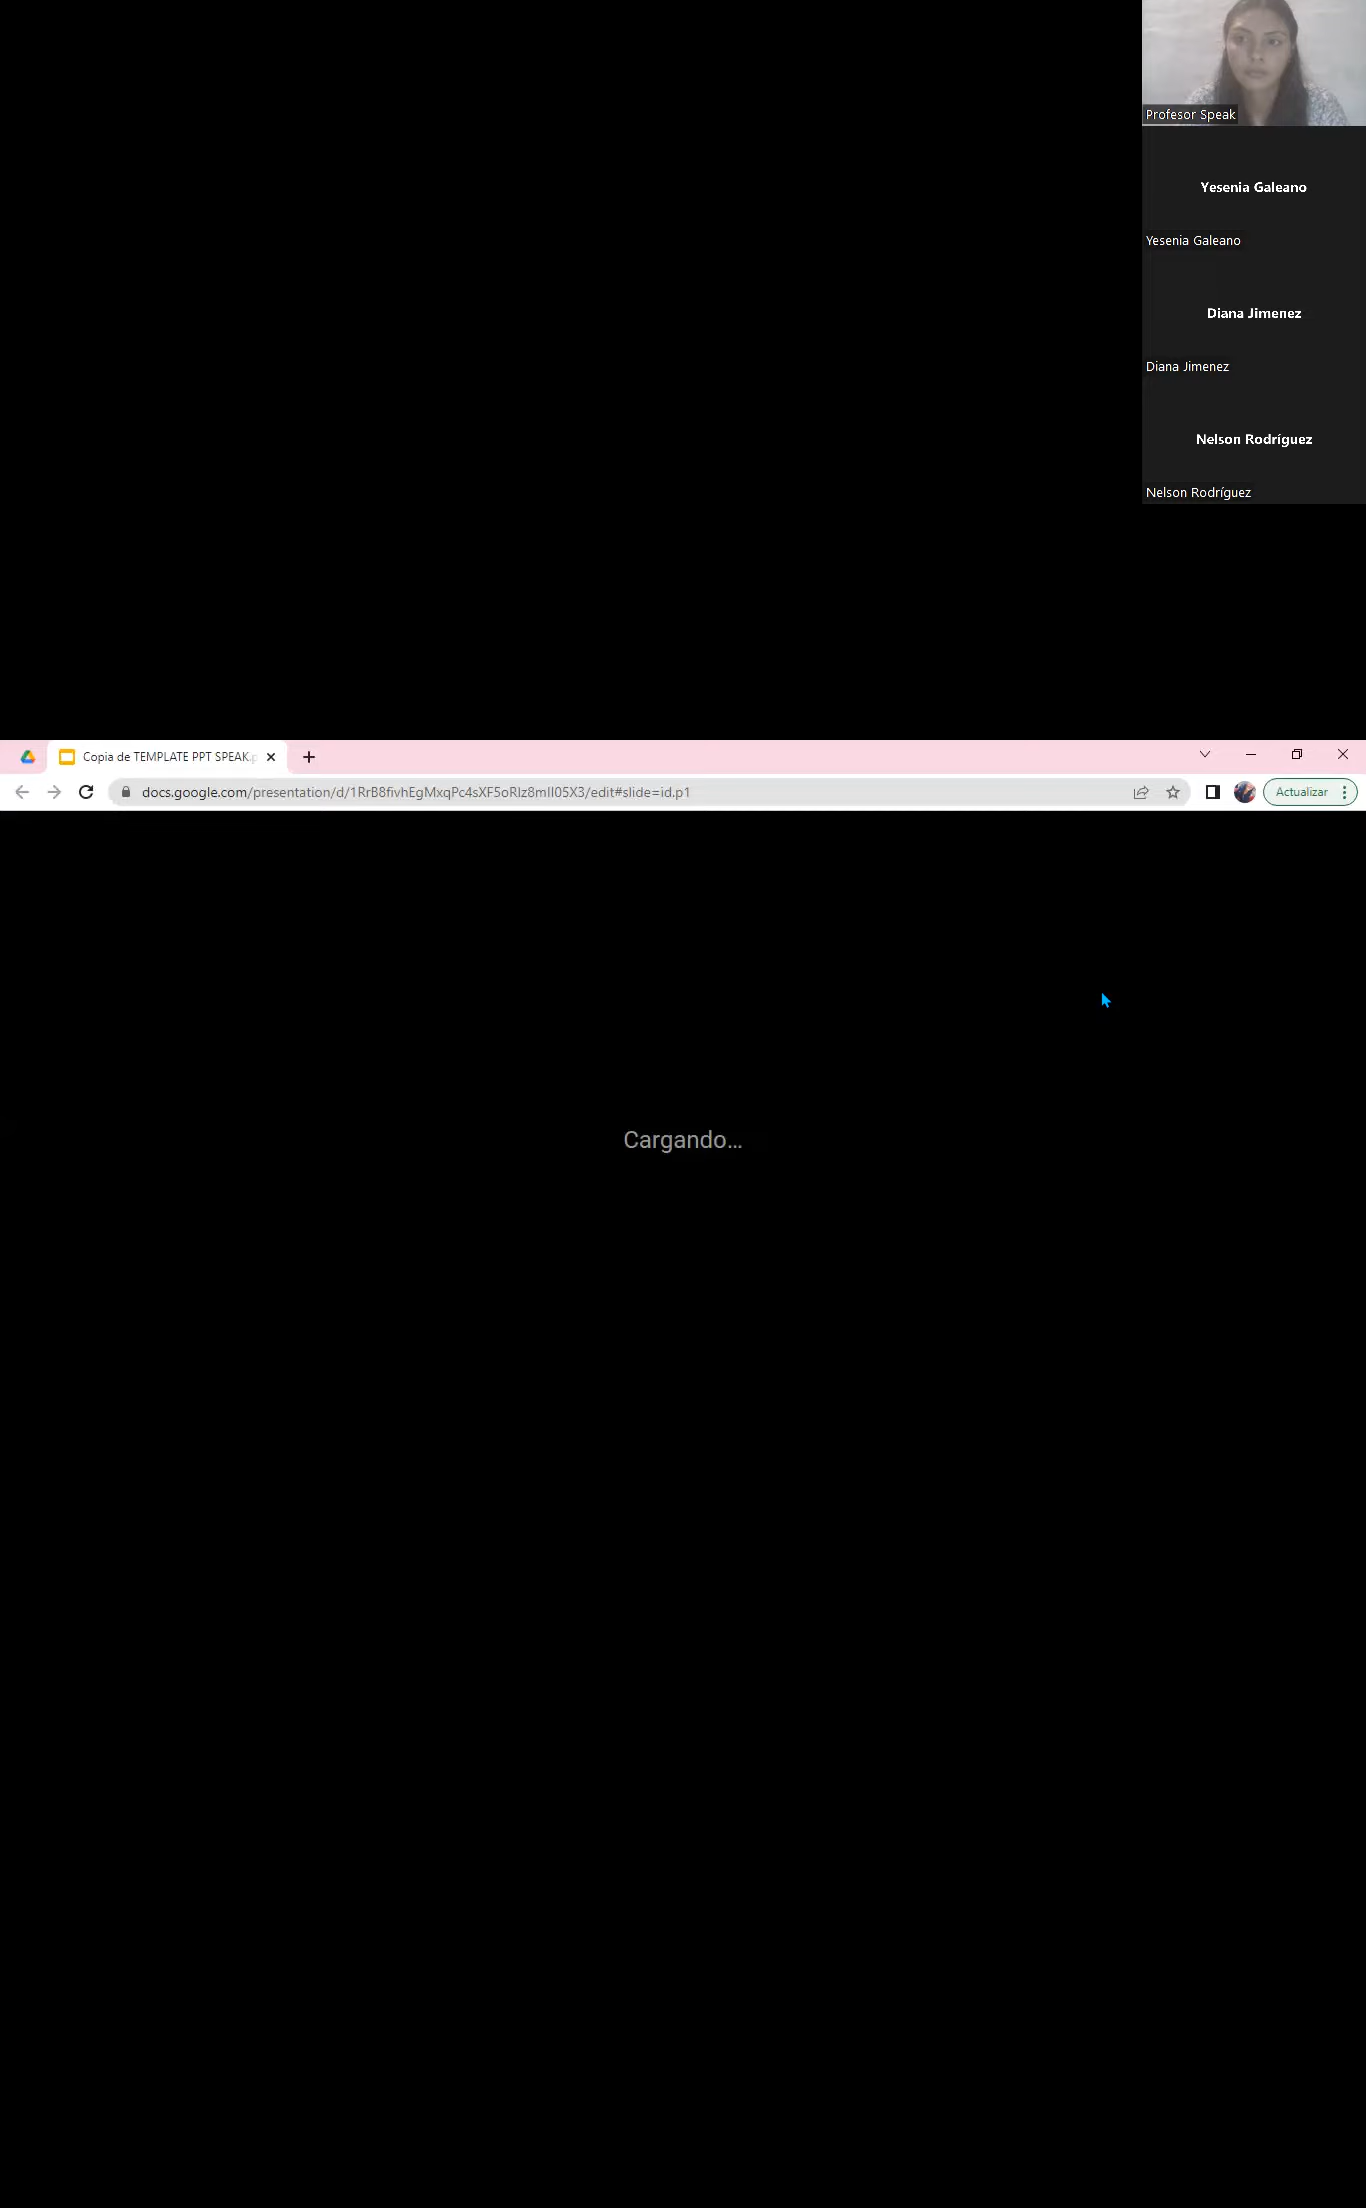 Profesor Speak
Yesenia Galeano
Yesenia Galeano
Diana Jimenez
Diana Jimenez
Nelson Rodríguez
Nelson Rodríguez
Copia de TEMPLATE PPT SPEAK.p
docs.google.com/presentation/d/1RrB8fivhEgMxqPc4sXF5oRIz8mll05X3/edit#slide=id.p1
Actualizar
Cargando...